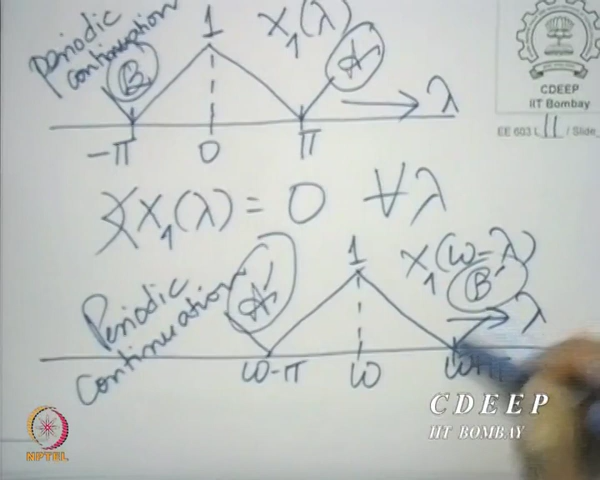 Periodic
continuation
B
1
X₁(λ)
A
λ
-π 0 π
CDEEP
IIT Bombay
EE 603 L 11 / Slide
∢X₁(λ) = 0 ∀λ
Periodic
continuation
A'
1
X₁(ω-λ)
B'
λ
ω-π ω ω+π
CDEEP
IIT BOMBAY
NPTEL